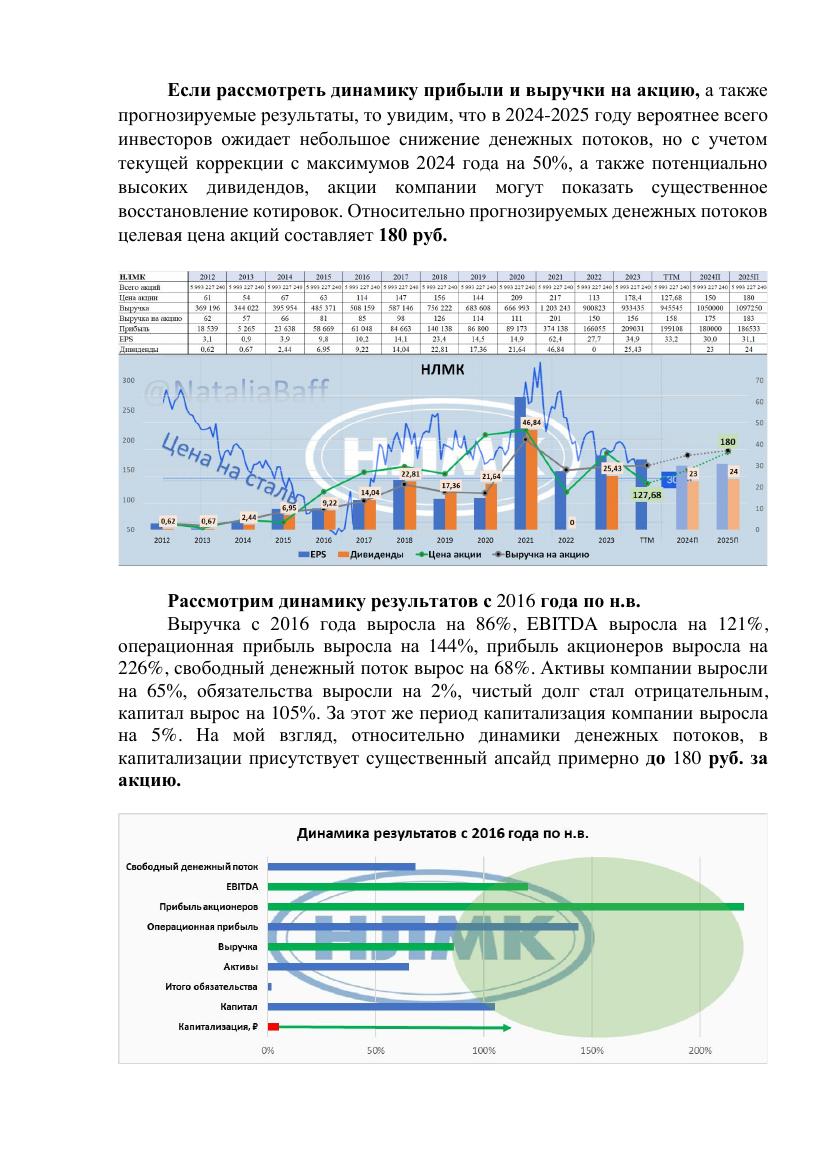 Если рассмотреть динамику прибыли и выручки на акцию, а также
прогнозируемые результаты, то увидим, что в 2024-2025 году вероятнее всего
инвесторов ожидает небольшое снижение денежных потоков, но с учетом
текущей коррекции с максимумов 2024 года на 50%, а также потенциально
высоких дивидендов, акции компании могут показать существенное
восстановление котировок. Относительно прогнозируемых денежных потоков
целевая цена акций составляет 180 руб.
НЛМК 2012 2013 2014 2015 2016 2017 2018 2019 2020 2021 2022 2023 ТТМ 2024П 2025П
Всего акций 5 993 227 240 5 993 227 240 5 993 227 240 5 993 227 240 5 993 227 240 5 993 227 240 5 993 227 240 5 993 227 240 5 993 227 240 5 993 227 240 5 993 227 240 5 993 227 240 5 993 227 240 5 993 227 240 5 993 227 240
Цена акции 61 54 67 63 114 147 156 144 209 217 113 178,4 127,68 150 180
Выручка 369 196 344 022 395 954 485 371 508 159 587 146 756 222 683 608 666 993 1 203 243 900823 933435 945545 1050000 1097250
Выручка на акцию 62 57 66 81 85 98 126 114 111 201 150 156 158 175 183
Прибыль 18 539 5 265 23 638 58 669 61 048 84 663 140 138 86 800 89 173 374 138 166055 209031 199108 180000 186533
EPS 3,1 0,9 3,9 9,8 10,2 14,1 23,4 14,5 14,9 62,4 27,7 34,9 33,2 30,0 31,1
Дивиденды 0,62 0,67 2,44 6,95 9,22 14,04 22,81 17,36 21,64 46,84 0 25,43 23 24
НЛМК
@NataliaBaff
Цена на сталь
НЛМК
300 250 200 150 100 50
70 60 50 40 30 20 10 0
0,62 0,67 2,44 6,95 9,22 14,04 22,81 17,36 21,64 46,84 0 25,43 127,68 30 23 180 24
2012 2013 2014 2015 2016 2017 2018 2019 2020 2021 2022 2023 ТТМ 2024П 2025П
EPS Дивиденды Цена акции Выручка на акцию
Рассмотрим динамику результатов с 2016 года по н.в.
Выручка с 2016 года выросла на 86%, EBITDA выросла на 121%,
операционная прибыль выросла на 144%, прибыль акционеров выросла на
226%, свободный денежный поток вырос на 68%. Активы компании выросли
на 65%, обязательства выросли на 2%, чистый долг стал отрицательным,
капитал вырос на 105%. За этот же период капитализация компании выросла
на 5%. На мой взгляд, относительно динамики денежных потоков, в
капитализации присутствует существенный апсайд примерно до 180 руб. за
акцию.
Динамика результатов с 2016 года по н.в.
НЛМК
Свободный денежный поток
EBITDA
Прибыль акционеров
Операционная прибыль
Выручка
Активы
Итого обязательства
Капитал
Капитализация, ₽
0% 50% 100% 150% 200%